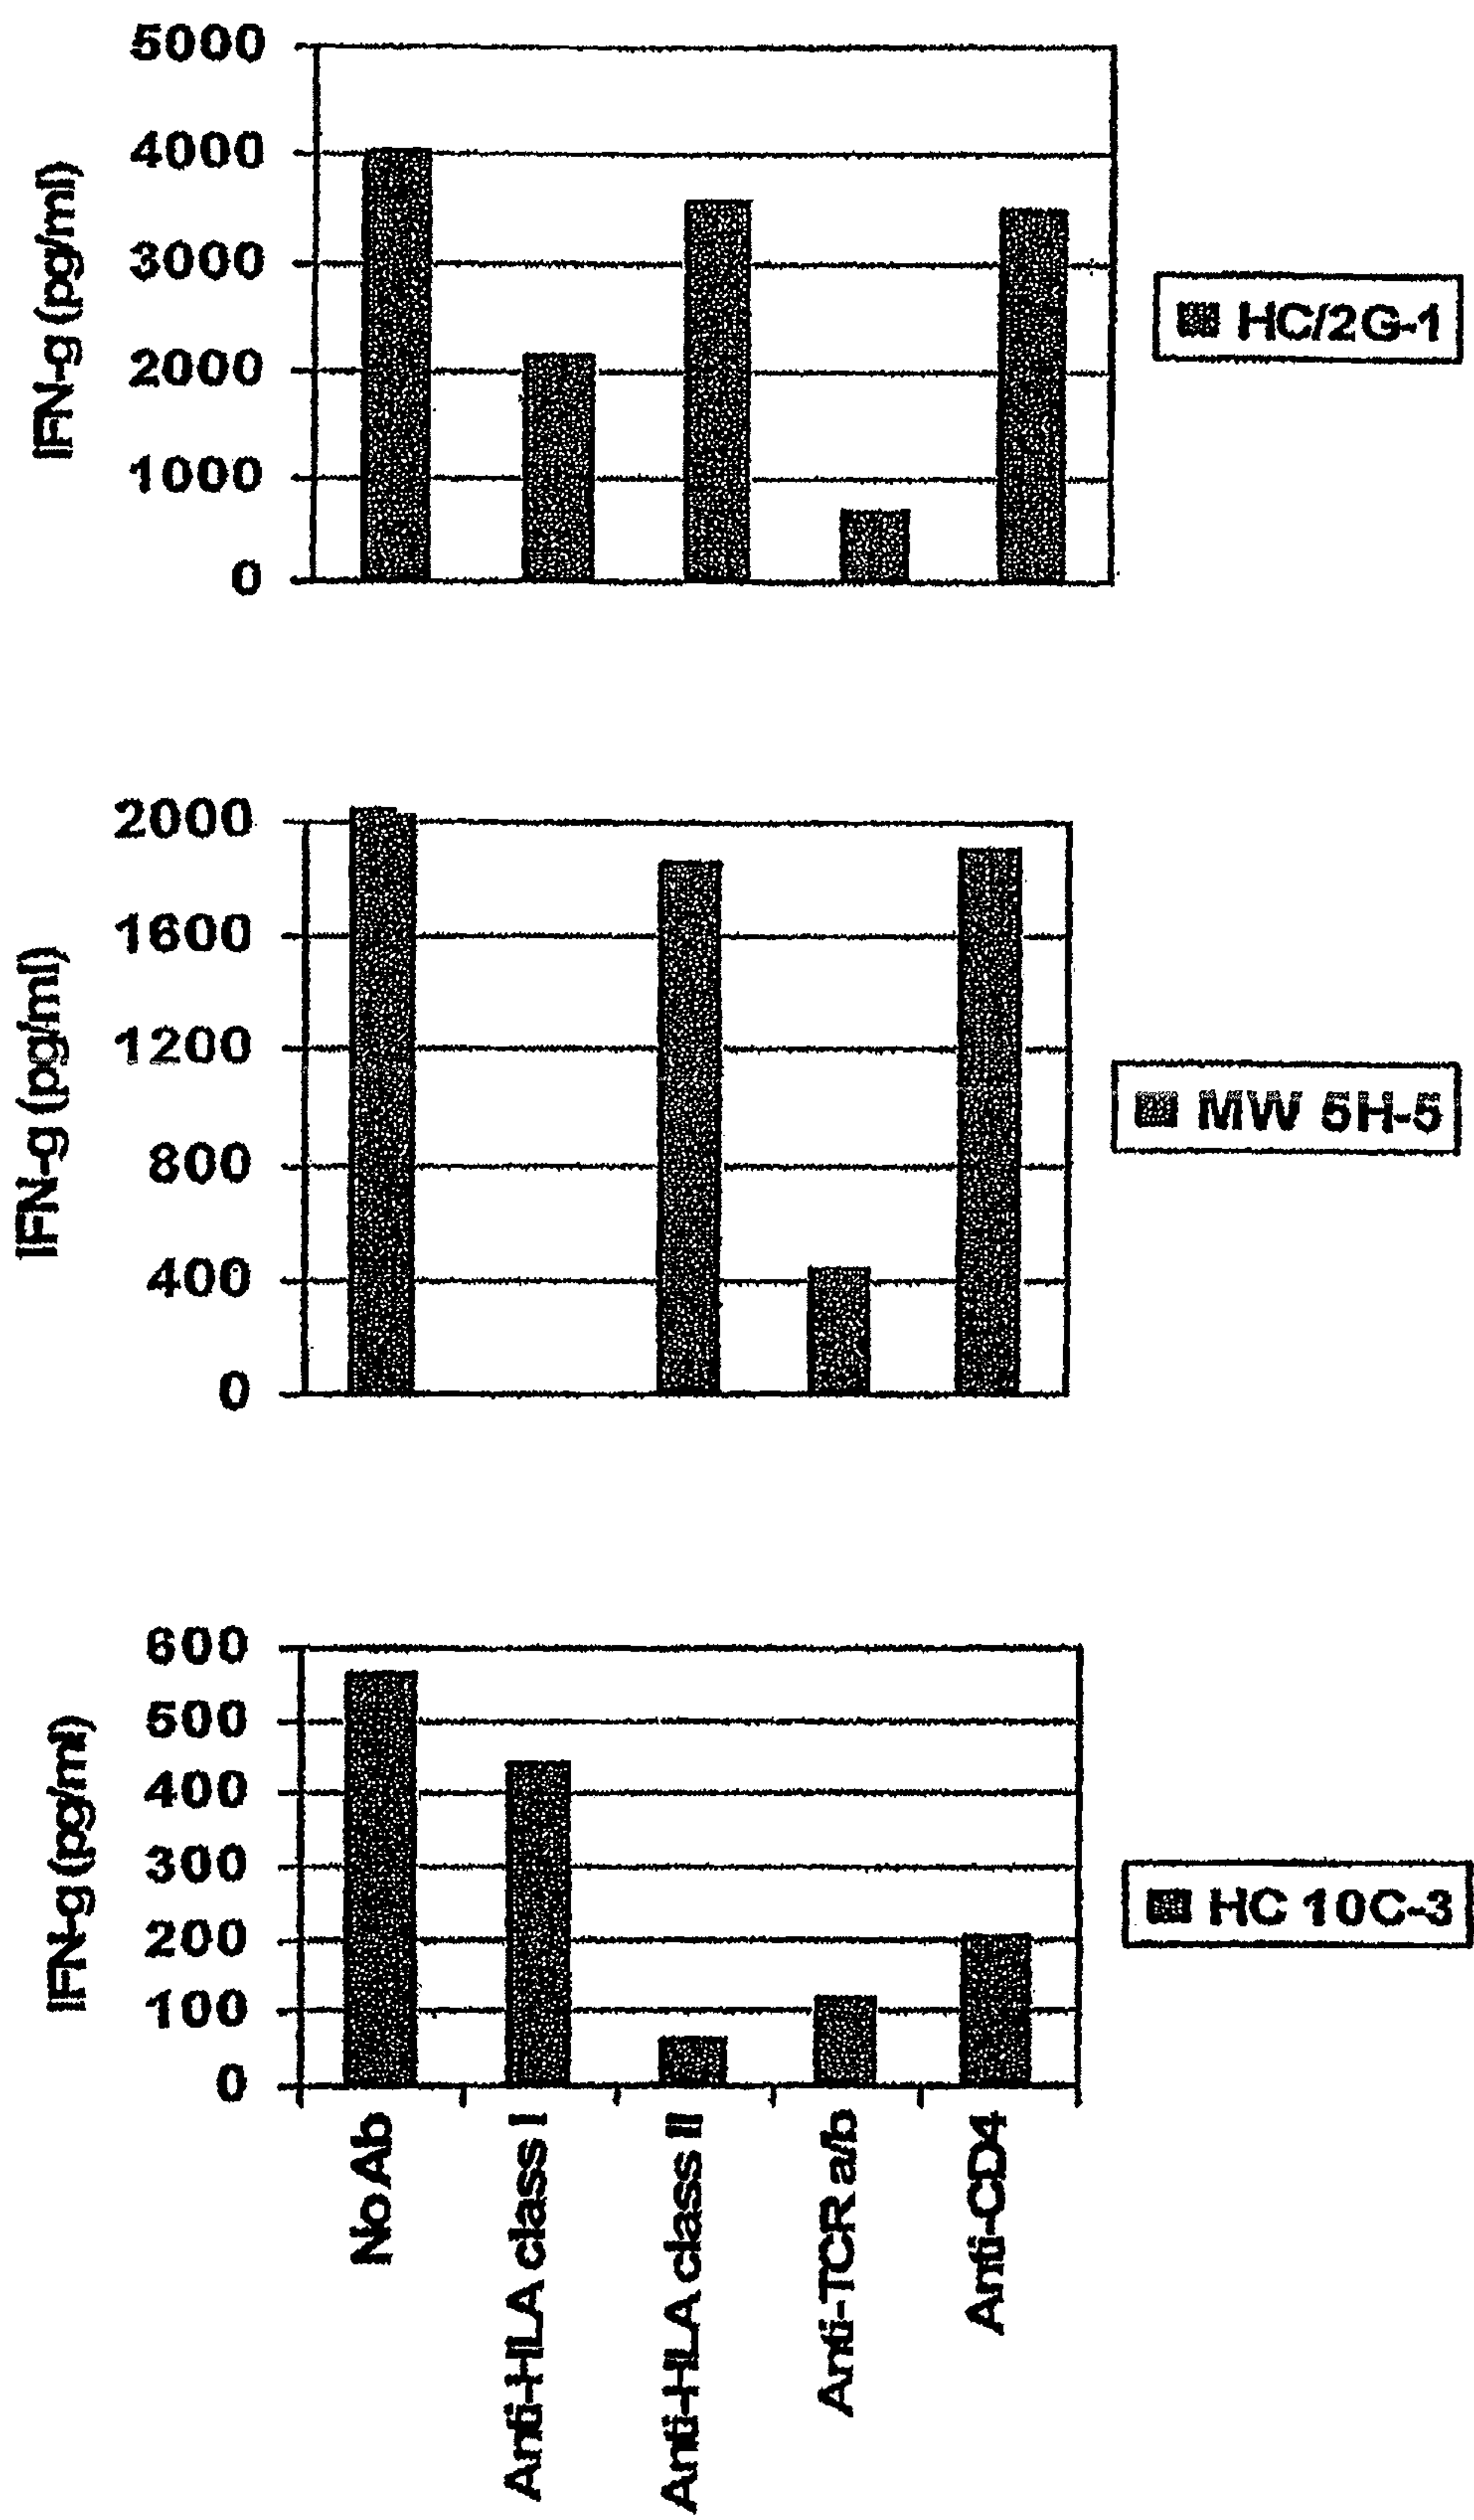 5000
4000
3000
2000
1000
0
IFN-g (pg/ml)
HC/2G-1
2000
1600
1200
800
400
0
IFN-g (pg/ml)
MW 5H-5
600
500
400
300
200
100
0
IFN-g (pg/ml)
HC 10C-3
No Ab
Anti-HLA class I
Anti-HLA class II
Anti-TCR a/b
Anti-CD4